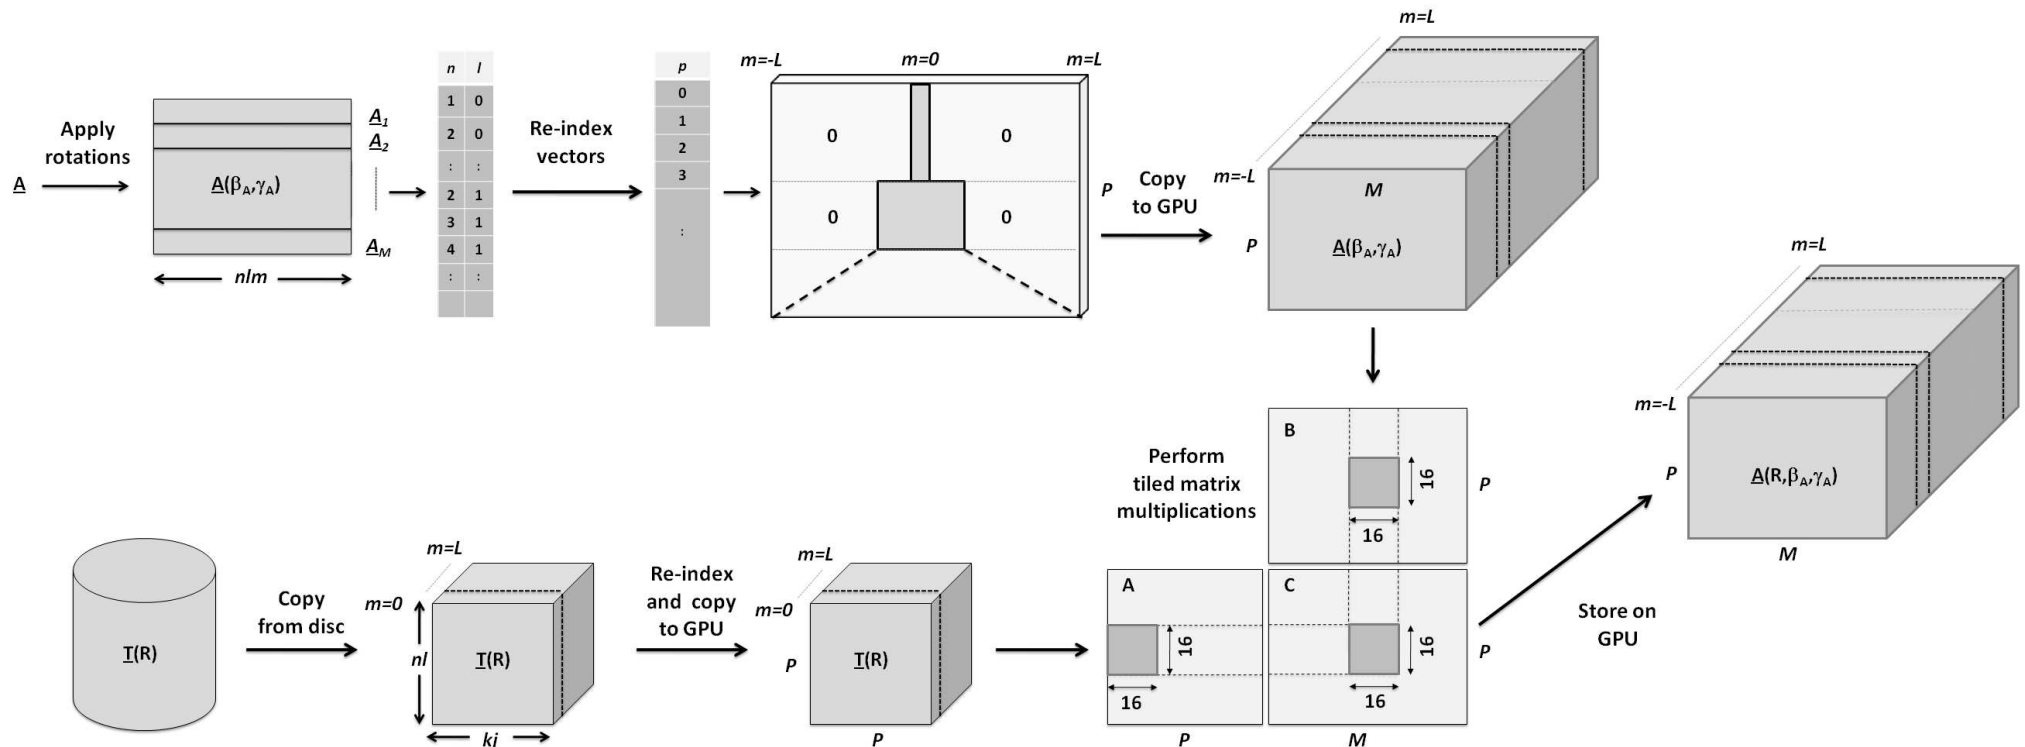 A
Apply
rotations
A(βA,γA)
A1
A2
AM
nlm
n l
1 0
2 0
: :
2 1
3 1
4 1
: :
Re-index
vectors
p
0
1
2
3
:
m=-L m=0 m=L
0 0
0 0
P
Copy
to GPU
m=L
m=-L
M
P
A(βA,γA)
m=L
m=-L
P
A(R,βA,γA)
M
T(R)
Copy
from disc
m=L
m=0
nl
T(R)
kj
Re-index
and copy
to GPU
m=L
m=0
P
T(R)
P
Perform
tiled matrix
multiplications
B
16
16
P
A
16
16
P
C
16
16
P
M
Store on
GPU